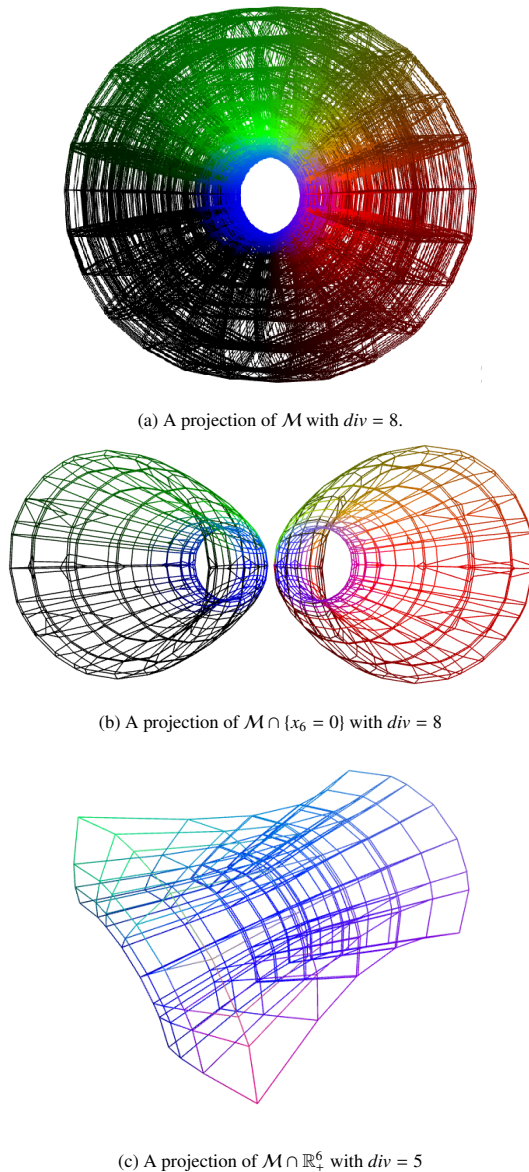 (a) A projection of ℳ with div = 8.
(b) A projection of ℳ ∩ {x₆ = 0} with div = 8
(c) A projection of ℳ ∩ ℝ⁶₊ with div = 5